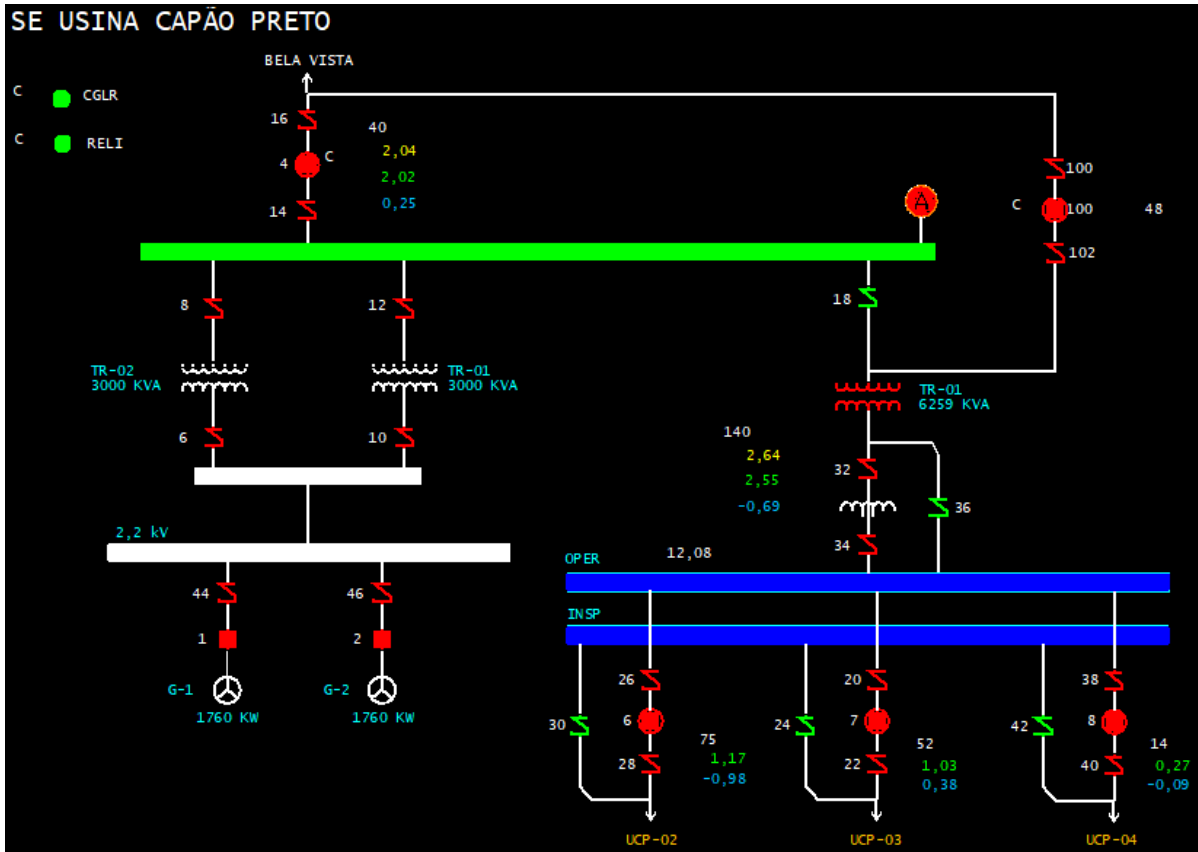 SE USINA CAPÃO PRETO
BELA VISTA
C CGLR
C RELI
16
40
4 C
2,04
2,02
0,25
14
A
100
C 100 48
102
8
12
18
TR-02
3000 KVA
TR-01
3000 KVA
TR-01
6259 KVA
6
10
140
2,64
2,55
-0,69
32
36
34
2,2 kV
OPER
12,08
INSP
44
46
1
2
G-1
1760 KW
G-2
1760 KW
26
20
38
30
6
24
7
42
8
28
22
40
75
1,17
-0,98
52
1,03
0,38
14
0,27
-0,09
UCP-02
UCP-03
UCP-04